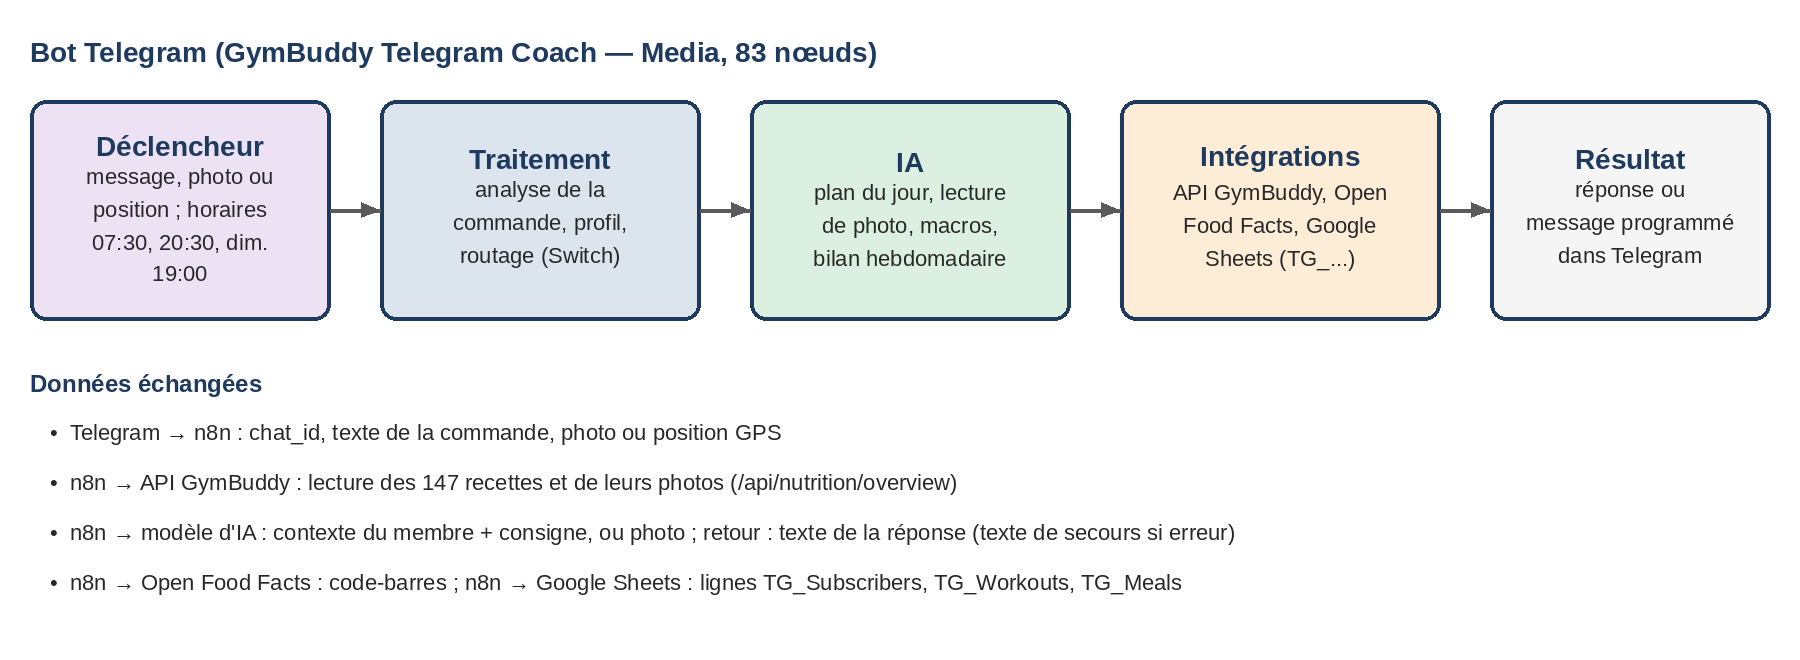 Bot Telegram (GymBuddy Telegram Coach — Media, 83 nœuds)
Déclencheur
message, photo ou
position ; horaires
07:30, 20:30, dim.
19:00
Traitement
analyse de la
commande, profil,
routage (Switch)
IA
plan du jour, lecture
de photo, macros,
bilan hebdomadaire
Intégrations
API GymBuddy, Open
Food Facts, Google
Sheets (TG_...)
Résultat
réponse ou
message programmé
dans Telegram
Données échangées
• Telegram → n8n : chat_id, texte de la commande, photo ou position GPS
• n8n → API GymBuddy : lecture des 147 recettes et de leurs photos (/api/nutrition/overview)
• n8n → modèle d'IA : contexte du membre + consigne, ou photo ; retour : texte de la réponse (texte de secours si erreur)
• n8n → Open Food Facts : code-barres ; n8n → Google Sheets : lignes TG_Subscribers, TG_Workouts, TG_Meals